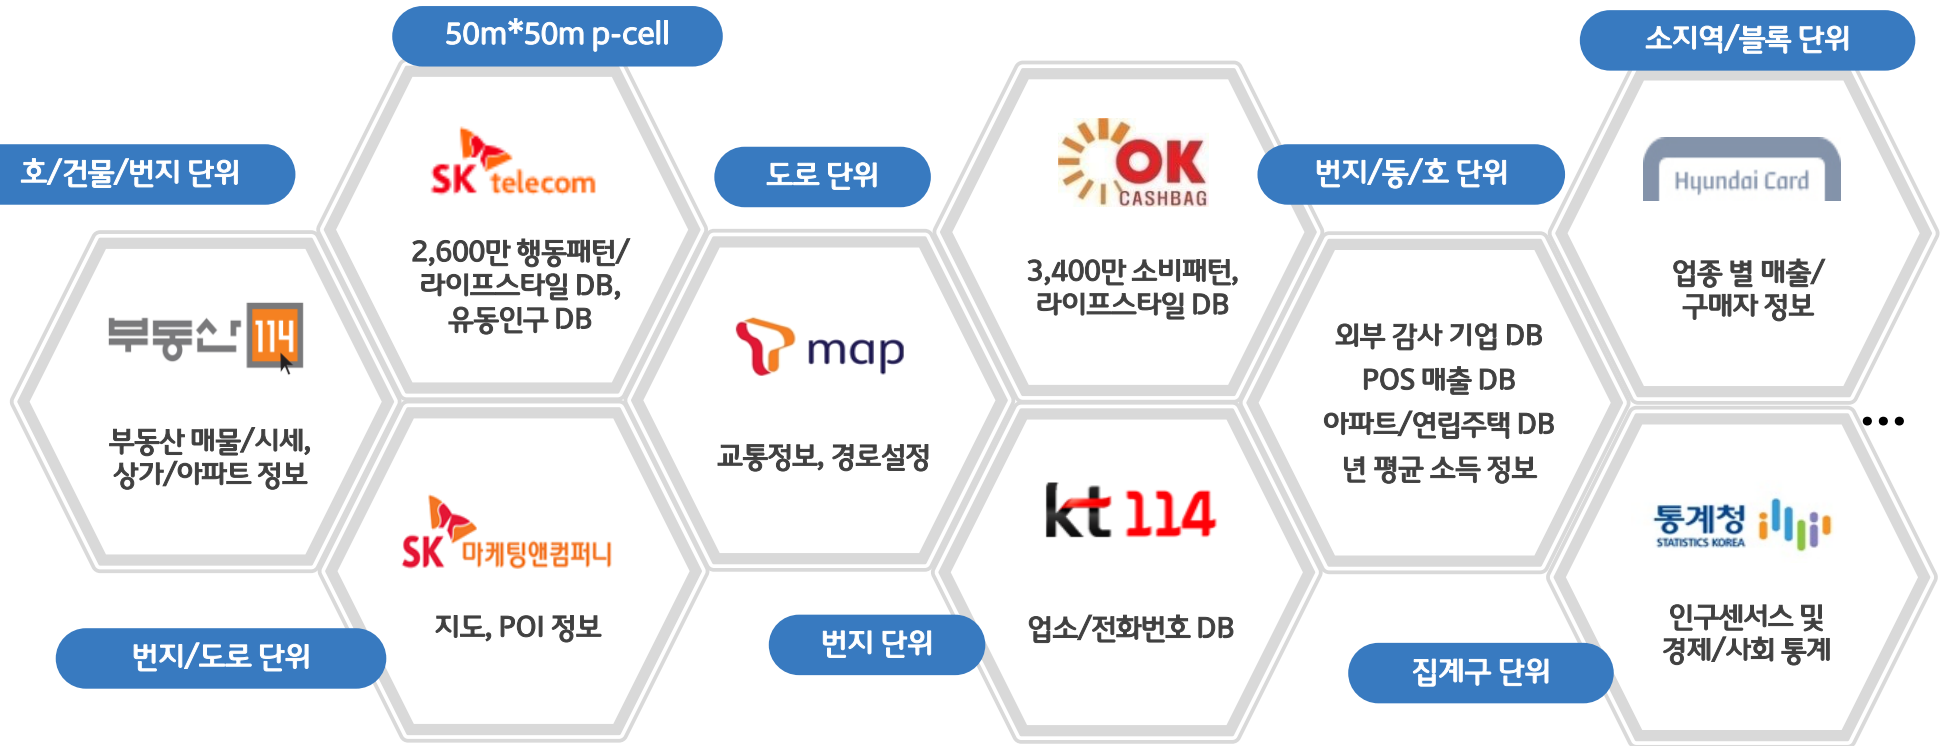 호/건물/번지 단위
부동산 114
부동산 매물/시세,
상가/아파트 정보
50m*50m p-cell
SK telecom
2,600만 행동패턴/
라이프스타일 DB,
유동인구 DB
번지/도로 단위
SK 마케팅앤컴퍼니
지도, POI 정보
도로 단위
T map
교통정보, 경로설정
OK
CASHBAG
3,400만 소비패턴,
라이프스타일 DB
번지 단위
kt 114
업소/전화번호 DB
번지/동/호 단위
외부 감사 기업 DB
POS 매출 DB
아파트/연립주택 DB
년 평균 소득 정보
소지역/블록 단위
Hyundai Card
업종 별 매출/
구매자 정보
...
집계구 단위
통계청
STATISTICS KOREA
인구센서스 및
경제/사회 통계